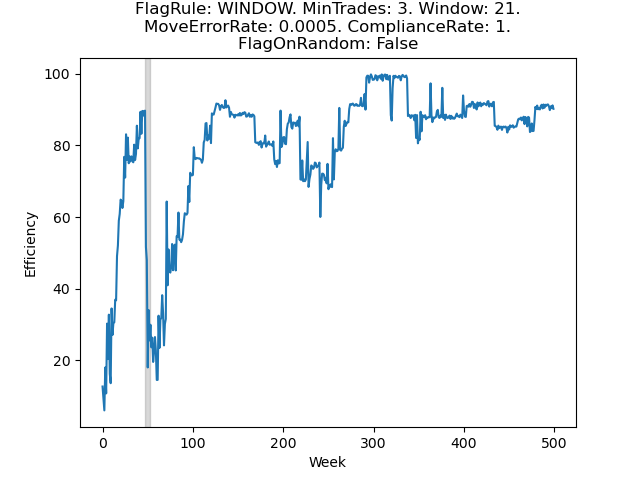 FlagRule: WINDOW. MinTrades: 3. Window: 21.
MoveErrorRate: 0.0005. ComplianceRate: 1.
FlagOnRandom: False
100
80
60
40
20
Efficiency
0 100 200 300 400 500
Week